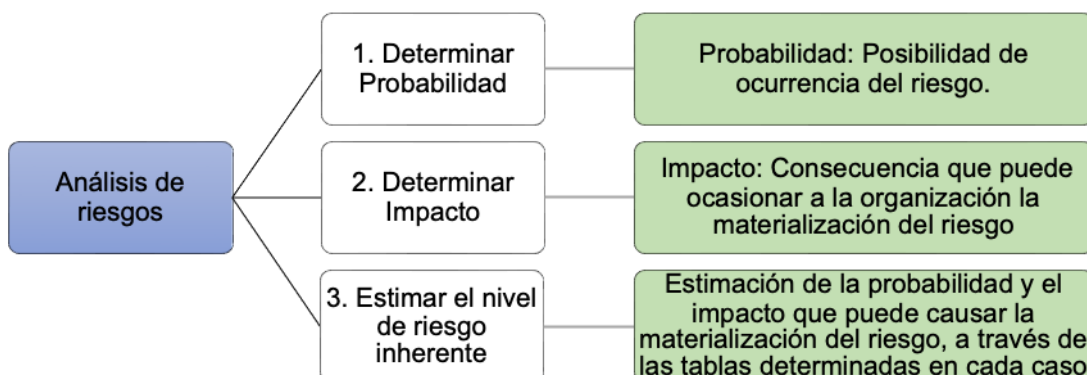 Análisis de
riesgos
1. Determinar
Probabilidad
Probabilidad: Posibilidad de
ocurrencia del riesgo.
2. Determinar
Impacto
Impacto: Consecuencia que puede
ocasionar a la organización la
materialización del riesgo
3. Estimar el nivel
de riesgo
inherente
Estimación de la probabilidad y el
impacto que puede causar la
materialización del riesgo, a través de
las tablas determinadas en cada caso